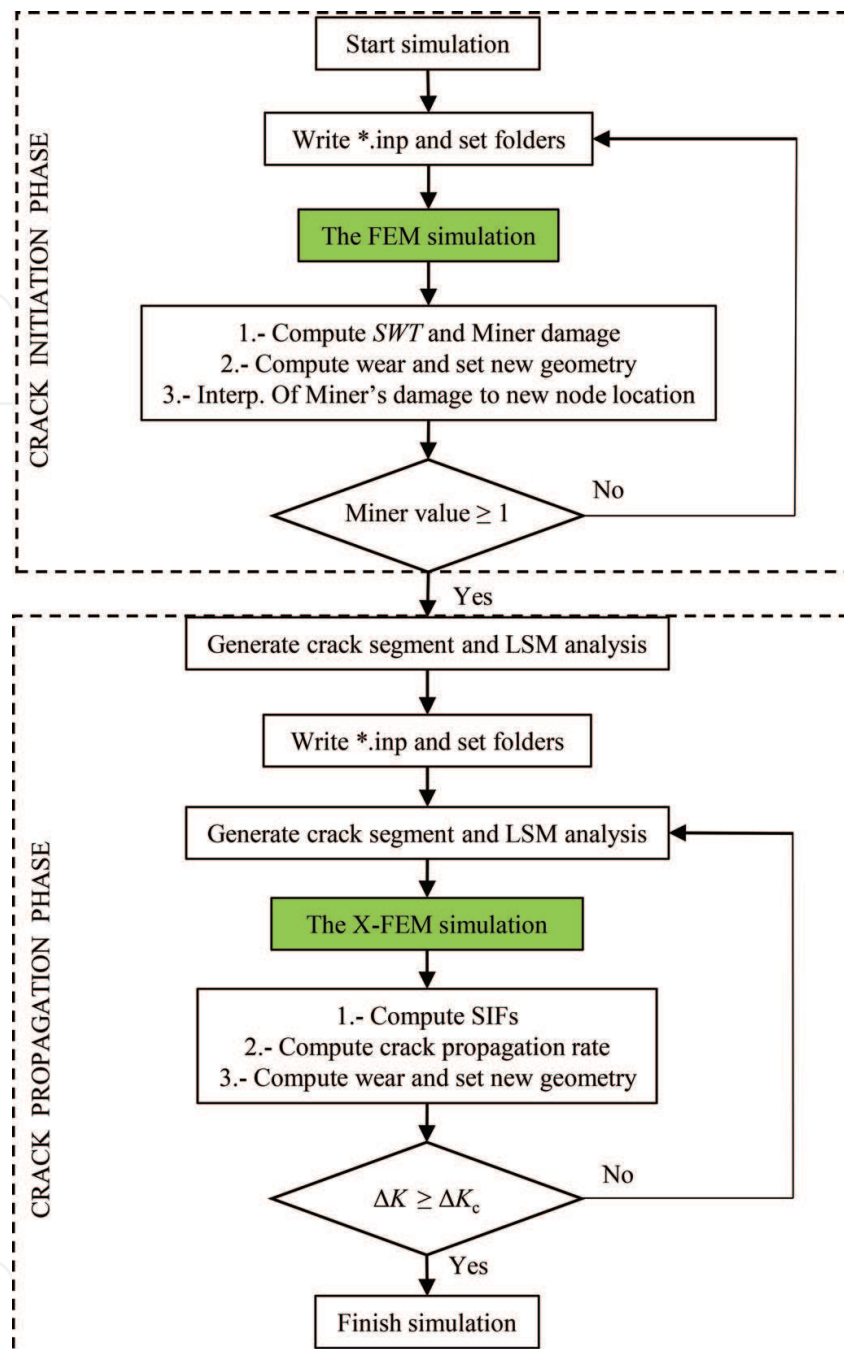 Start simulation
Write *.inp and set folders
The FEM simulation
1.- Compute SWT and Miner damage
2.- Compute wear and set new geometry
3.- Interp. Of Miner’s damage to new node location
Miner value ≥ 1
No
Yes
CRACK INITIATION PHASE
Generate crack segment and LSM analysis
Write *.inp and set folders
Generate crack segment and LSM analysis
The X-FEM simulation
1.- Compute SIFs
2.- Compute crack propagation rate
3.- Compute wear and set new geometry
ΔK ≥ ΔKc
No
Yes
Finish simulation
CRACK PROPAGATION PHASE